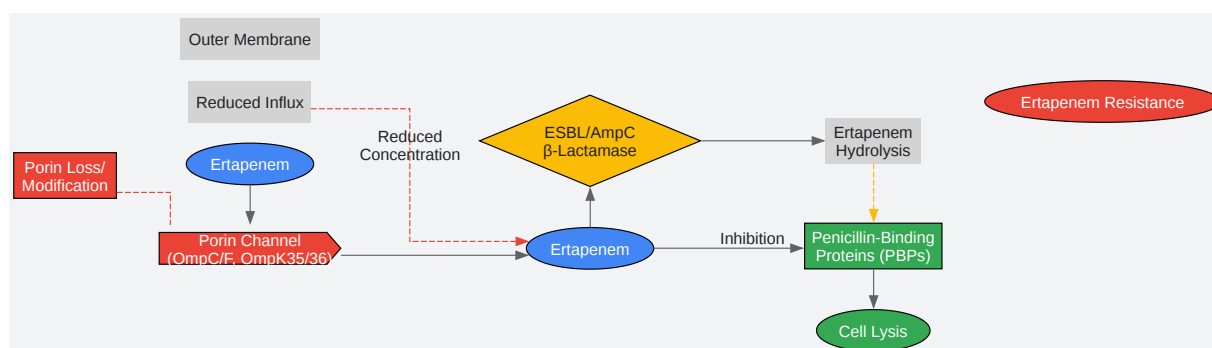 Outer Membrane
Reduced Influx
Ertapenem Resistance
Reduced
Concentration
ESBL/AmpC
β-Lactamase
Ertapenem
Hydrolysis
Porin Loss/
Modification
Ertapenem
Porin Channel
(OmpC/F, OmpK35/36)
Ertapenem
Inhibition
Penicillin-Binding
Proteins (PBPs)
Cell Lysis